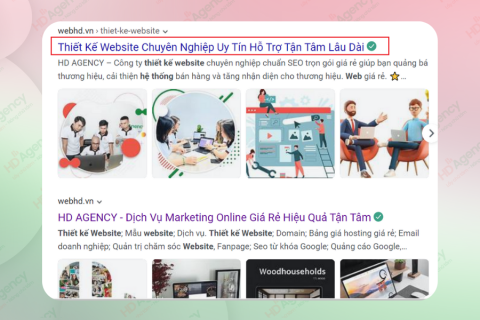 webhd.vn › thiet-ke-website
Thiết Kế Website Chuyên Nghiệp Uy Tín Hỗ Trợ Tận Tâm Lâu Dài
HD AGENCY – Công ty thiết kế website chuyên nghiệp chuẩn SEO trọn gói giá rẻ giúp bạn quảng bá
thương hiệu, cải thiện hệ thống bán hàng và tăng nhận diện cho thương hiệu. Web giá rẻ. ⭐...
webhd.vn
HD AGENCY - Dịch Vụ Marketing Online Giá Rẻ Hiệu Quả Tận Tâm
Thiết Kế Website; Mẫu website; Dịch vụ. Thiết Kế Website; Domain; Bảng giá hosting giá rẻ; Email
doanh nghiệp; Quản trị chăm sóc Website, Fanpage; Seo từ khóa Google; Quảng cáo Google,...
Woodhouseholds